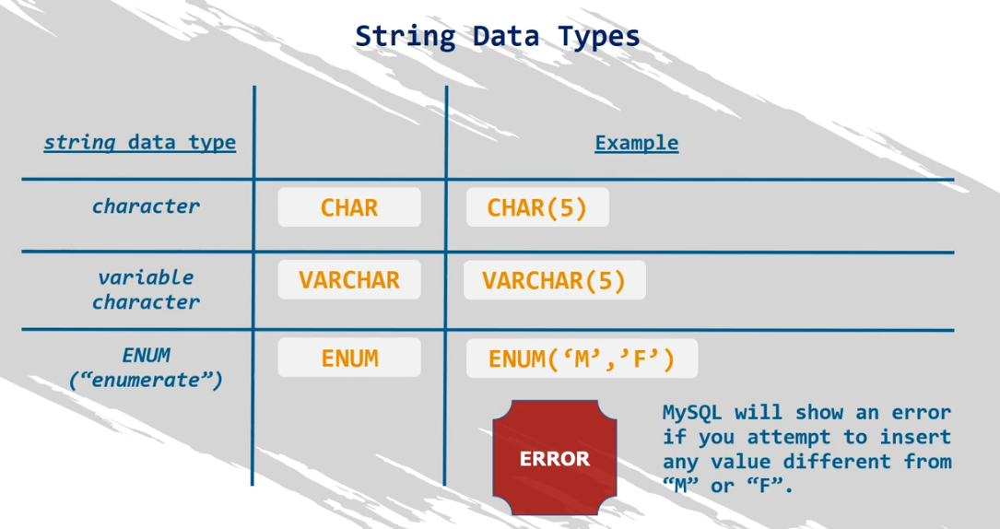 String Data Types
string data type
Example
character
CHAR
CHAR(5)
variable
character
VARCHAR
VARCHAR(5)
ENUM
(“enumerate”)
ENUM
ENUM(‘M’,’F’)
ERROR
MySQL will show an error
if you attempt to insert
any value different from
“M” or “F”.